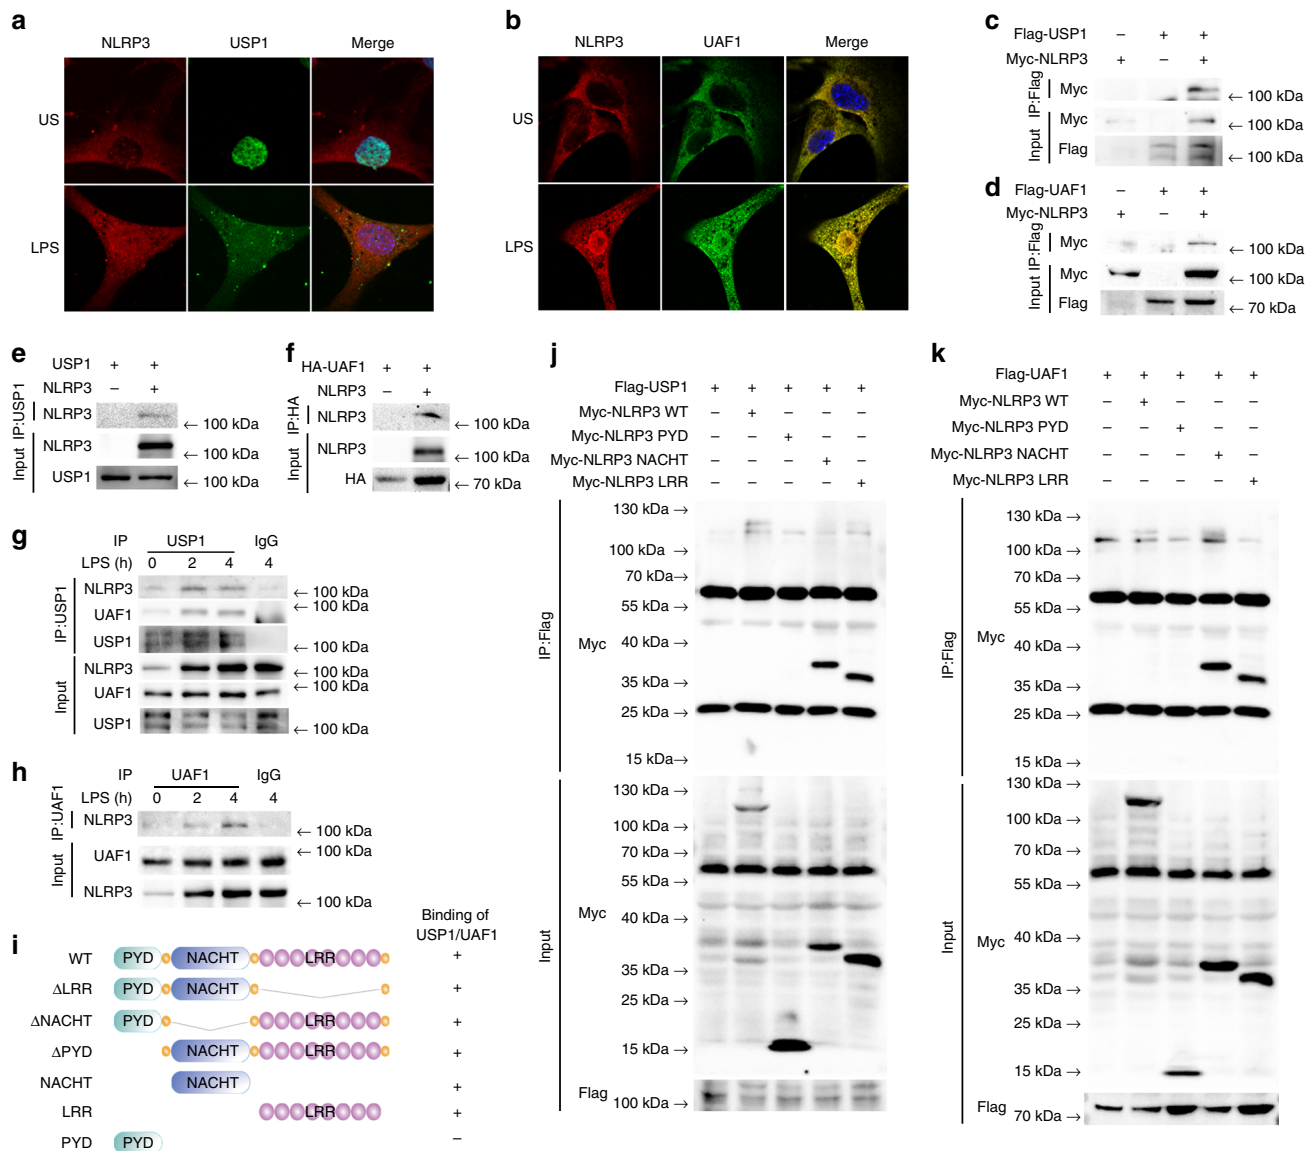 a
NLRP3 USP1 Merge
US
LPS
b
NLRP3 UAF1 Merge
US
LPS
c
Flag-USP1 – + +
Myc-NLRP3 + – +
IP:Flag
Myc ← 100 kDa
Input
Myc ← 100 kDa
Flag ← 100 kDa
d
Flag-UAF1 – + +
Myc-NLRP3 + – +
IP:Flag
Myc ← 100 kDa
Input
Myc ← 100 kDa
Flag ← 70 kDa
e
USP1 + +
NLRP3 – +
IP:USP1
NLRP3 ← 100 kDa
Input
NLRP3 ← 100 kDa
USP1 ← 100 kDa
f
HA-UAF1 + +
NLRP3 – +
IP:HA
NLRP3 ← 100 kDa
Input
NLRP3 ← 100 kDa
HA ← 70 kDa
g
IP USP1 IgG
LPS (h) 0 2 4 4
IP:USP1
NLRP3 ← 100 kDa
UAF1 ← 100 kDa
USP1 ← 100 kDa
Input
NLRP3 ← 100 kDa
UAF1 ← 100 kDa
USP1 ← 100 kDa
h
IP UAF1 IgG
LPS (h) 0 2 4 4
IP:UAF1
NLRP3 ← 100 kDa
Input
UAF1 ← 100 kDa
NLRP3 ← 100 kDa
i
Binding of
USP1/UAF1
WT PYD NACHT LRR +
ΔLRR PYD NACHT +
ΔNACHT PYD LRR +
ΔPYD NACHT LRR +
NACHT NACHT +
LRR LRR +
PYD PYD –
j
Flag-USP1 + + + + +
Myc-NLRP3 WT – + – – –
Myc-NLRP3 PYD – – + – –
Myc-NLRP3 NACHT – – – + –
Myc-NLRP3 LRR – – – – +
IP:Flag
Myc
130 kDa →
100 kDa →
70 kDa→
55 kDa →
40 kDa →
35 kDa →
25 kDa →
15 kDa →
Input
Myc
130 kDa →
100 kDa →
70 kDa →
55 kDa →
40 kDa →
35 kDa →
25 kDa →
15 kDa →
Flag
100 kDa →
k
Flag-UAF1 + + + + +
Myc-NLRP3 WT – + – – –
Myc-NLRP3 PYD – – + – –
Myc-NLRP3 NACHT – – – + –
Myc-NLRP3 LRR – – – – +
IP:Flag
Myc
130 kDa →
100 kDa →
70 kDa →
55 kDa →
40 kDa →
35 kDa →
25 kDa →
15 kDa →
Input
Myc
130 kDa →
100 kDa →
70 kDa →
55 kDa →
40 kDa →
35 kDa →
25 kDa →
15 kDa →
Flag
70 kDa →